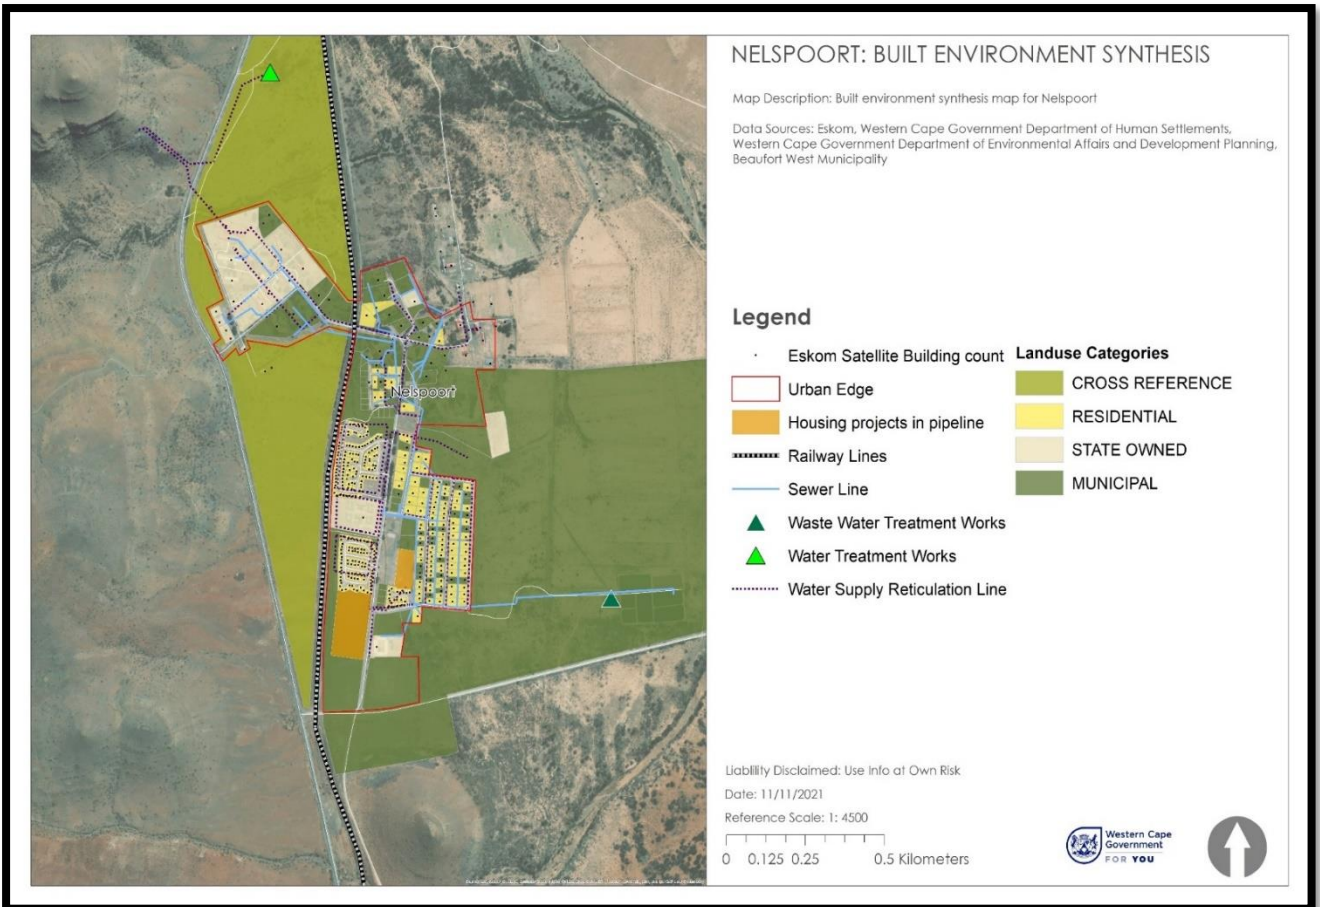 NELSPOORT: BUILT ENVIRONMENT SYNTHESIS
Map Description: Built environment synthesis map for Nelspoort
Data Sources: Eskom, Western Cape Government Department of Human Settlements,
Western Cape Government Department of Environmental Affairs and Development Planning,
Beaufort West Municipality
Nelspoort
Legend
Eskom Satellite Building count
Urban Edge
Housing projects in pipeline
Railway Lines
Sewer Line
Waste Water Treatment Works
Water Treatment Works
Water Supply Reticulation Line
Landuse Categories
CROSS REFERENCE
RESIDENTIAL
STATE OWNED
MUNICIPAL
Liablility Disclaimed: Use Info at Own Risk
Date: 11/11/2021
Reference Scale: 1: 4500
0 0,125 0.25 0.5 Kilometers
Western Cape
Government
FOR YOU